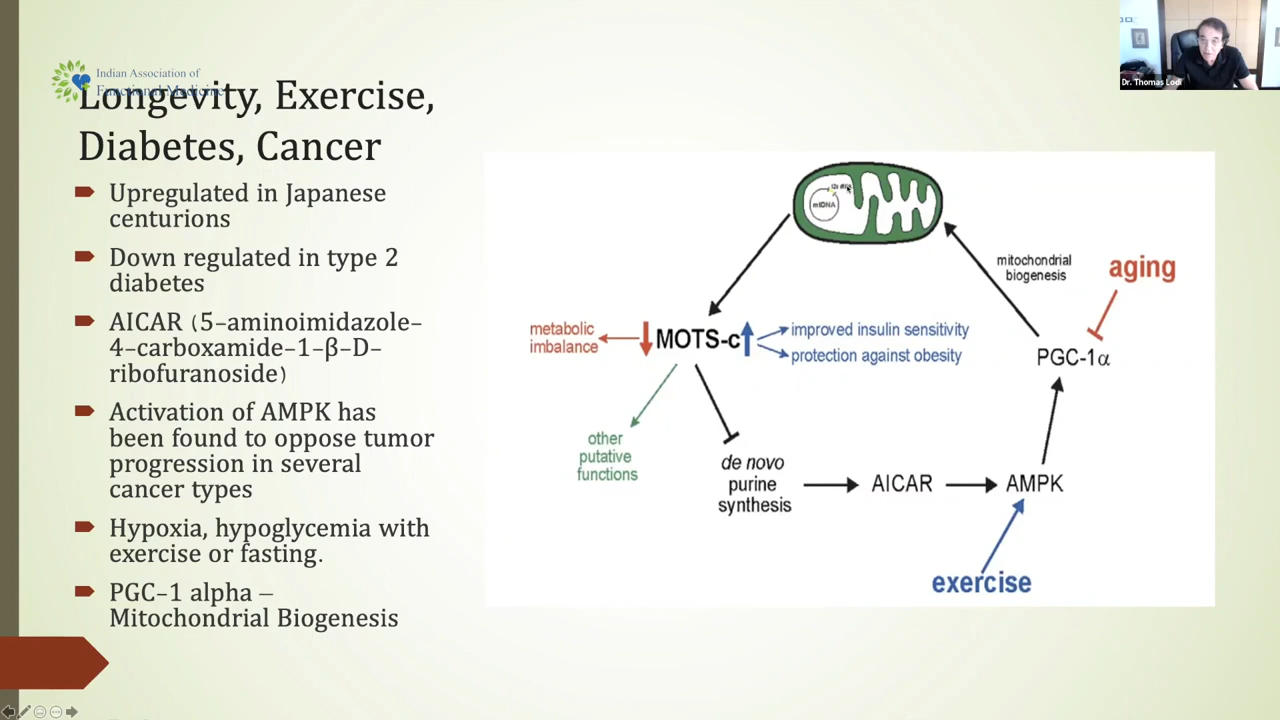 Indian Association of
Functional Medicine
Longevity, Exercise,
Diabetes, Cancer
Upregulated in Japanese
centurions
Down regulated in type 2
diabetes
AICAR (5-aminoimidazole-
4-carboxamide-1-β-D-
ribofuranoside)
Activation of AMPK has
been found to oppose tumor
progression in several
cancer types
Hypoxia, hypoglycemia with
exercise or fasting.
PGC-1 alpha –
Mitochondrial Biogenesis
mtDNA
mitochondrial
biogenesis
aging
metabolic
imbalance
MOTS-c
improved insulin sensitivity
protection against obesity
PGC-1α
other
putative
functions
de novo
purine
synthesis
AICAR
AMPK
exercise
Dr. Thomas Lodi